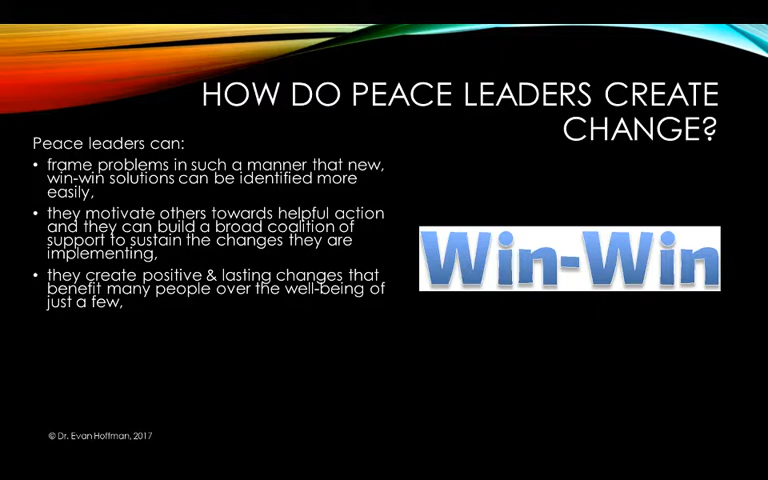 HOW DO PEACE LEADERS CREATE
CHANGE?
Peace leaders can:
• frame problems in such a manner that new,
win-win solutions can be identified more
easily,
• they motivate others towards helpful action
and they can build a broad coalition of
support to sustain the changes they are
implementing,
• they create positive & lasting changes that
benefit many people over the well-being of
just a few,
Win-Win
© Dr. Evan Hoffman, 2017